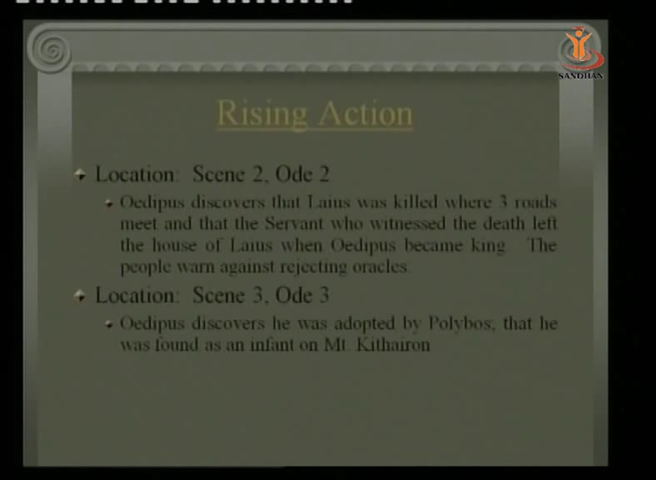 SANDHAN
Rising Action
Location: Scene 2, Ode 2
Oedipus discovers that Laius was killed where 3 roads
meet and that the Servant who witnessed the death left
the house of Laius when Oedipus became king. The
people warn against rejecting oracles.
Location: Scene 3, Ode 3
Oedipus discovers he was adopted by Polybos; that he
was found as an infant on Mt. Kithairon